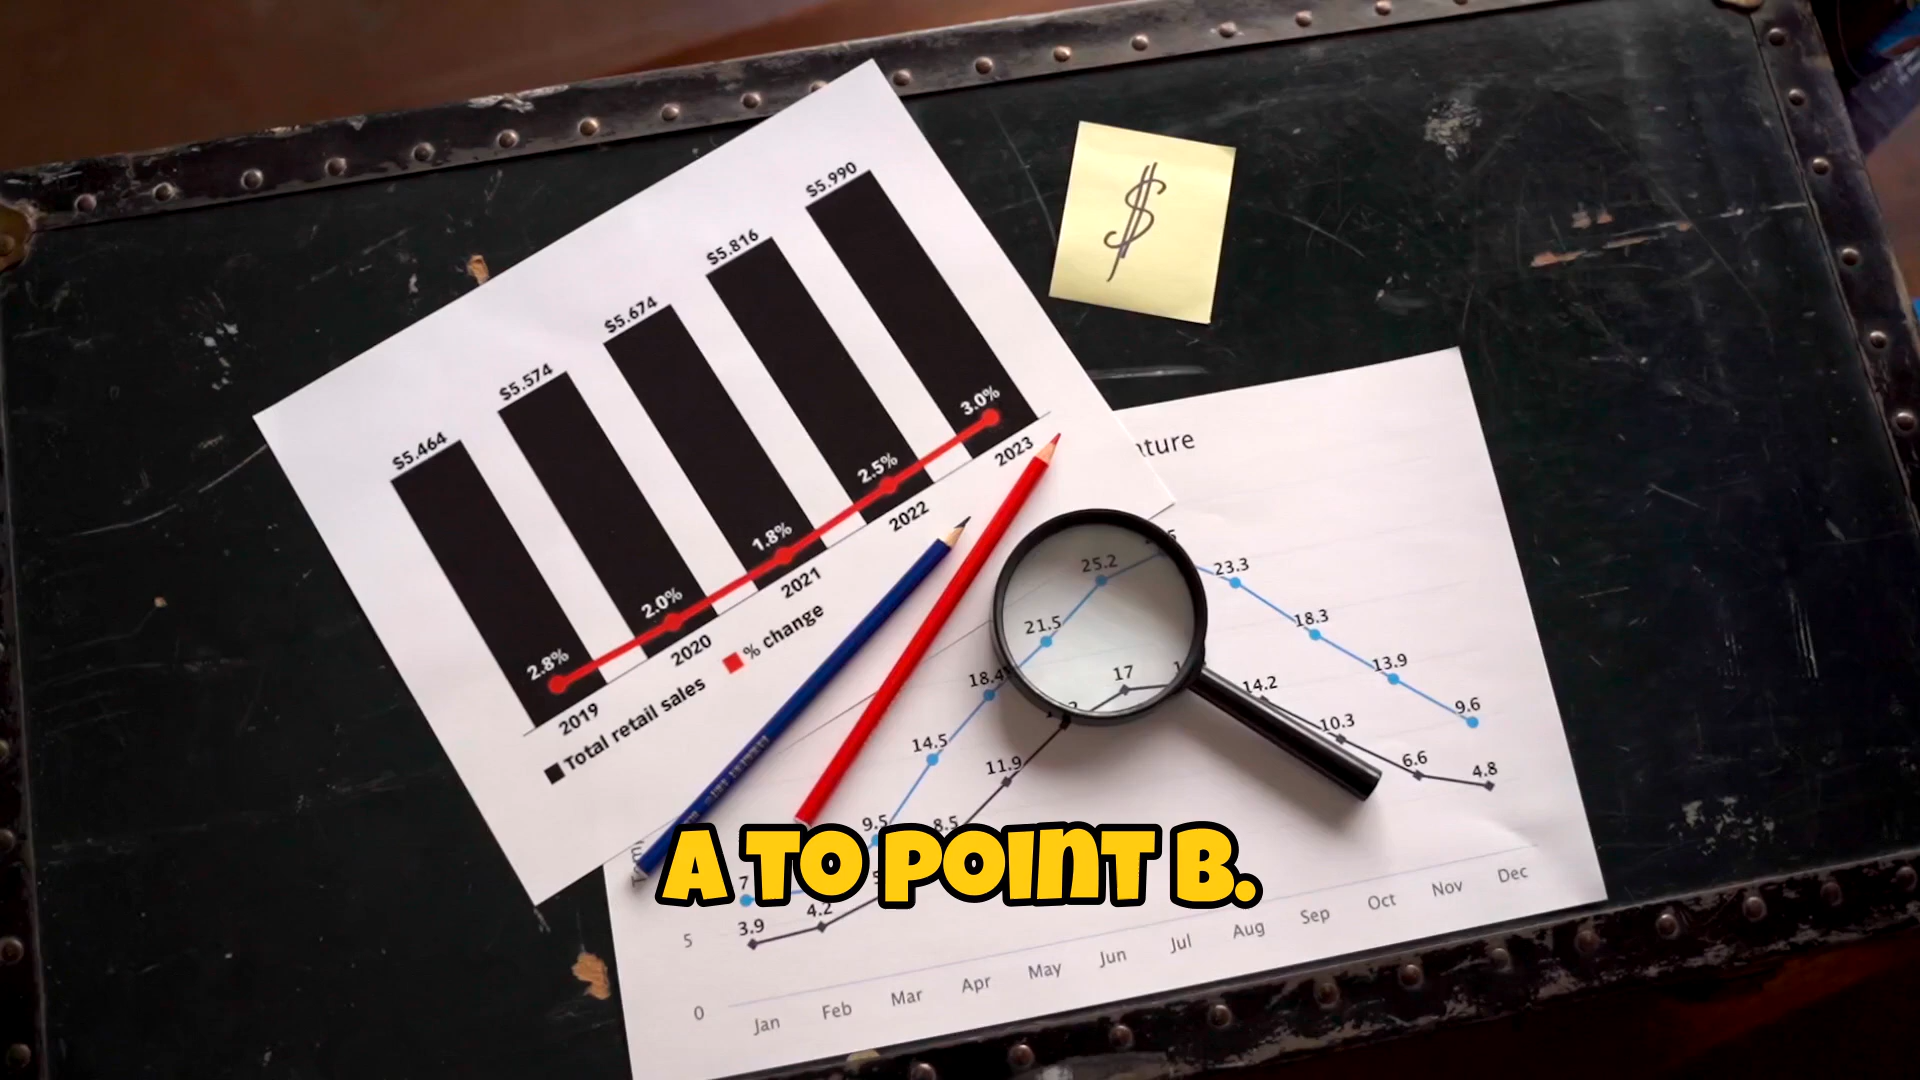 $5.464
$5.574
$5.674
$5.816
$5.990
2.8%
2.0%
1.8%
2.5%
3.0%
2019
2020
2021
2022
2023
Total retail sales
% change
$
7
9.5
14.5
18.4
21.5
25.2
23.3
18.3
13.9
9.6
3.9
4.2
8.5
11.9
17
14.2
10.3
6.6
4.8
5
0
Jan
Feb
Mar
Apr
May
Jun
Jul
Aug
Sep
Oct
Nov
Dec
A TO POINT B.